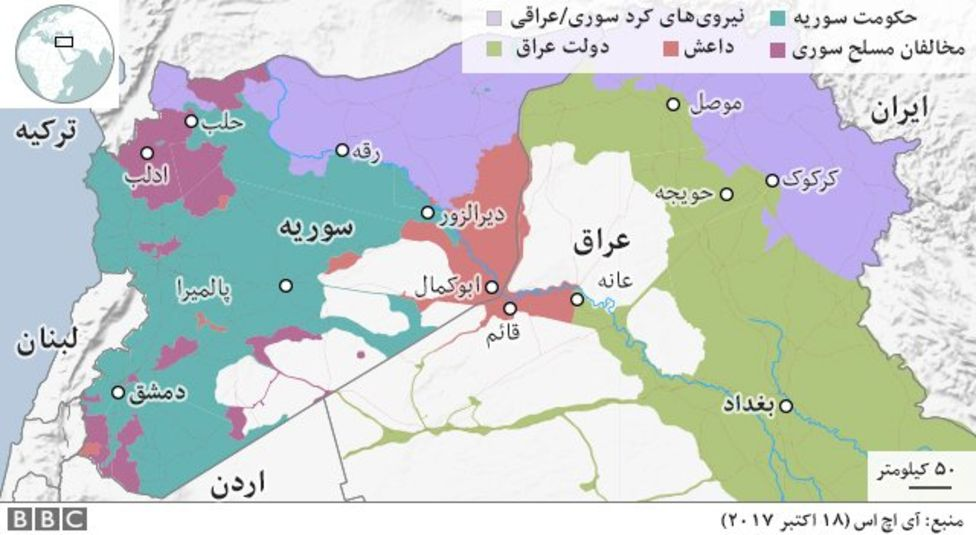 حکومت سوریه
نیروی‌های کرد سوری/عراقی
مخالفان مسلح سوری
داعش
دولت عراق
ایران
ترکیه
موصل
حلب
رقه
ادلب
کرکوک
حویجه
دیرالزور
سوریه
عراق
عانه
ابوکمال
پالمیرا
قائم
لبنان
دمشق
بغداد
اردن
۵۰ کیلومتر
منبع: آی اچ اس (۱۸ اکتبر ۲۰۱۷)
BBC